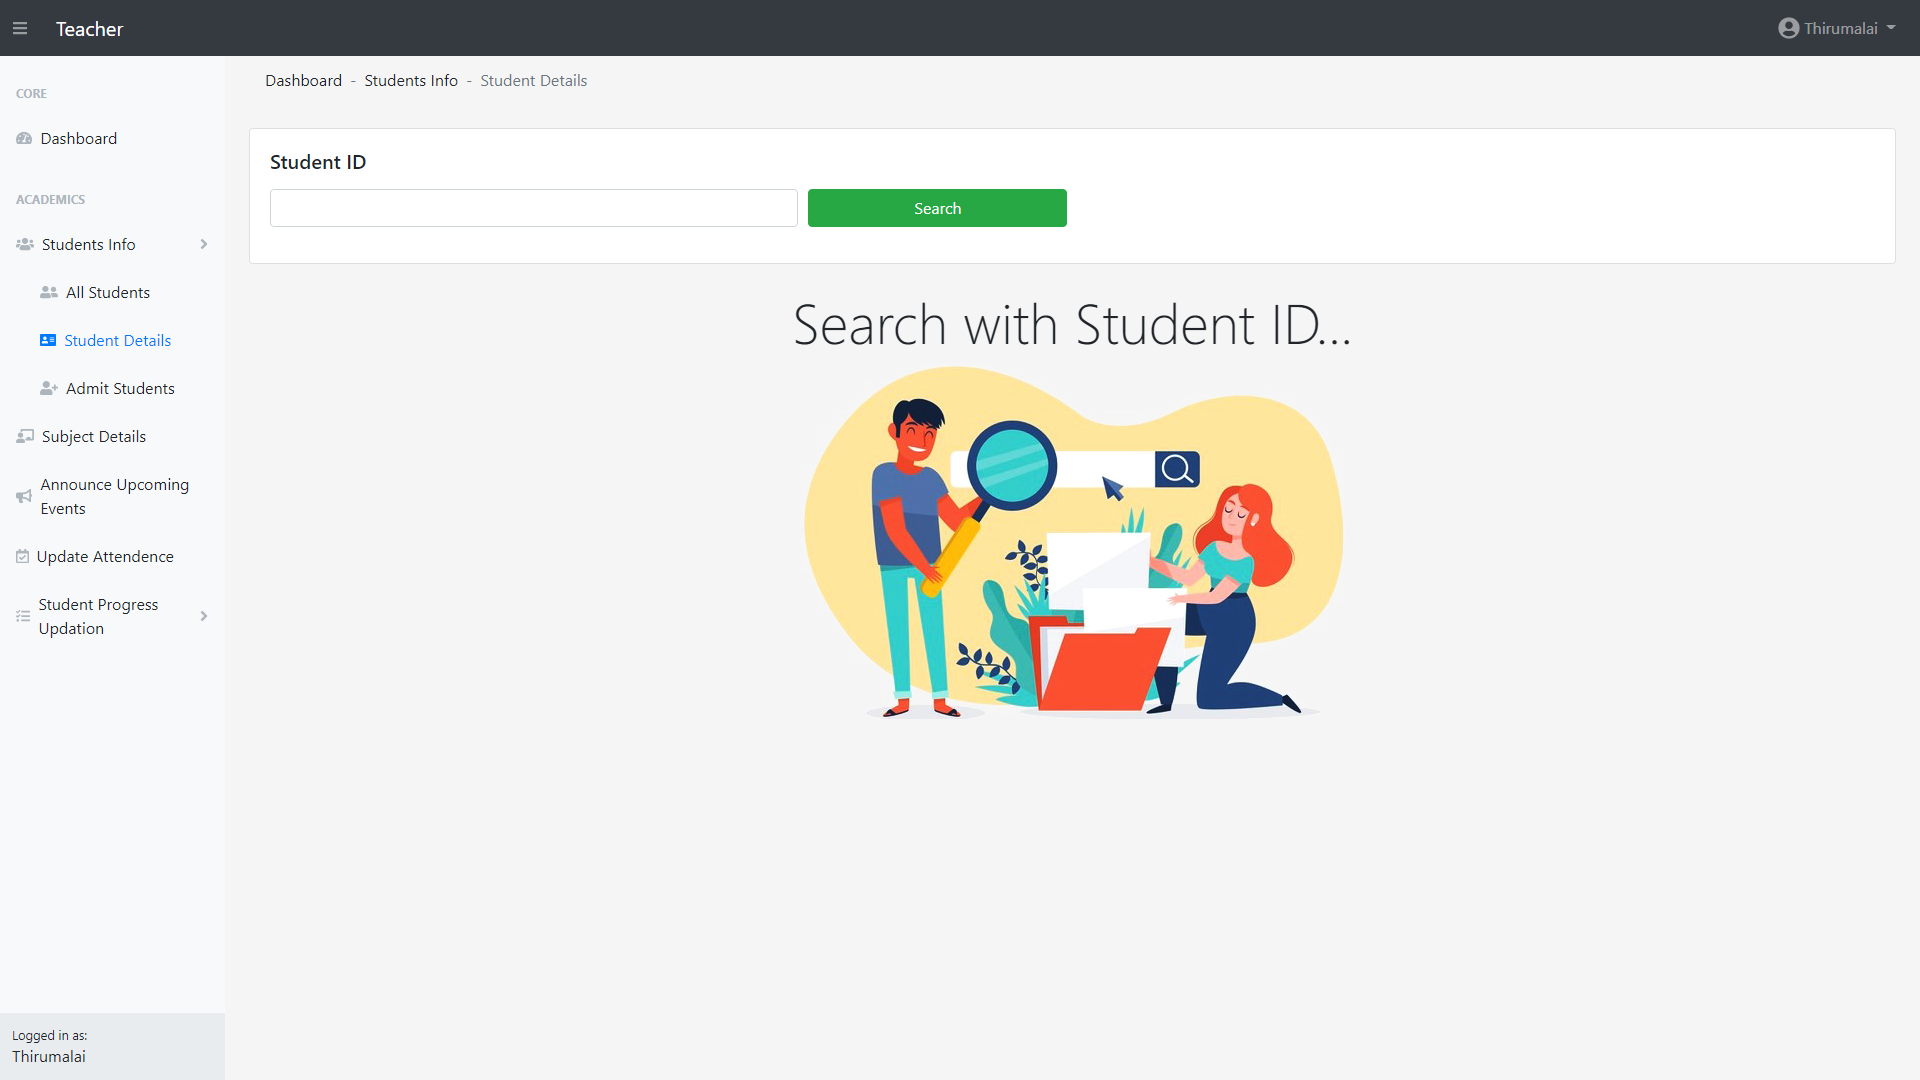 Teacher
Thirumalai
CORE
Dashboard
ACADEMICS
Students Info
All Students
Student Details
Admit Students
Subject Details
Announce Upcoming
Events
Update Attendence
Student Progress
Updation
Logged in as:
Thirumalai
Dashboard - Students Info - Student Details
Student ID
Search
Search with Student ID...